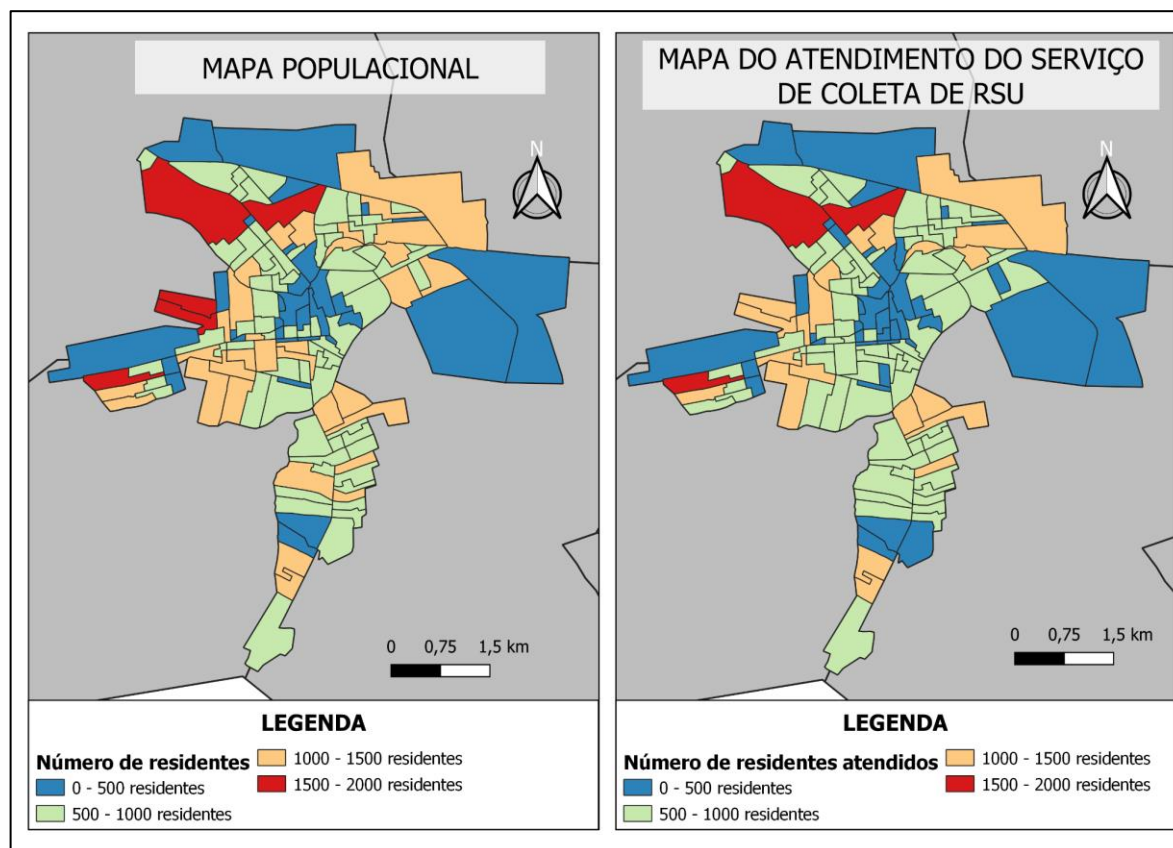 MAPA POPULACIONAL
N
0 0,75 1,5 km
LEGENDA
Número de residentes
0 - 500 residentes
500 - 1000 residentes
1000 - 1500 residentes
1500 - 2000 residentes
MAPA DO ATENDIMENTO DO SERVIÇO
DE COLETA DE RSU
N
0 0,75 1,5 km
LEGENDA
Número de residentes atendidos
0 - 500 residentes
500 - 1000 residentes
1000 - 1500 residentes
1500 - 2000 residentes